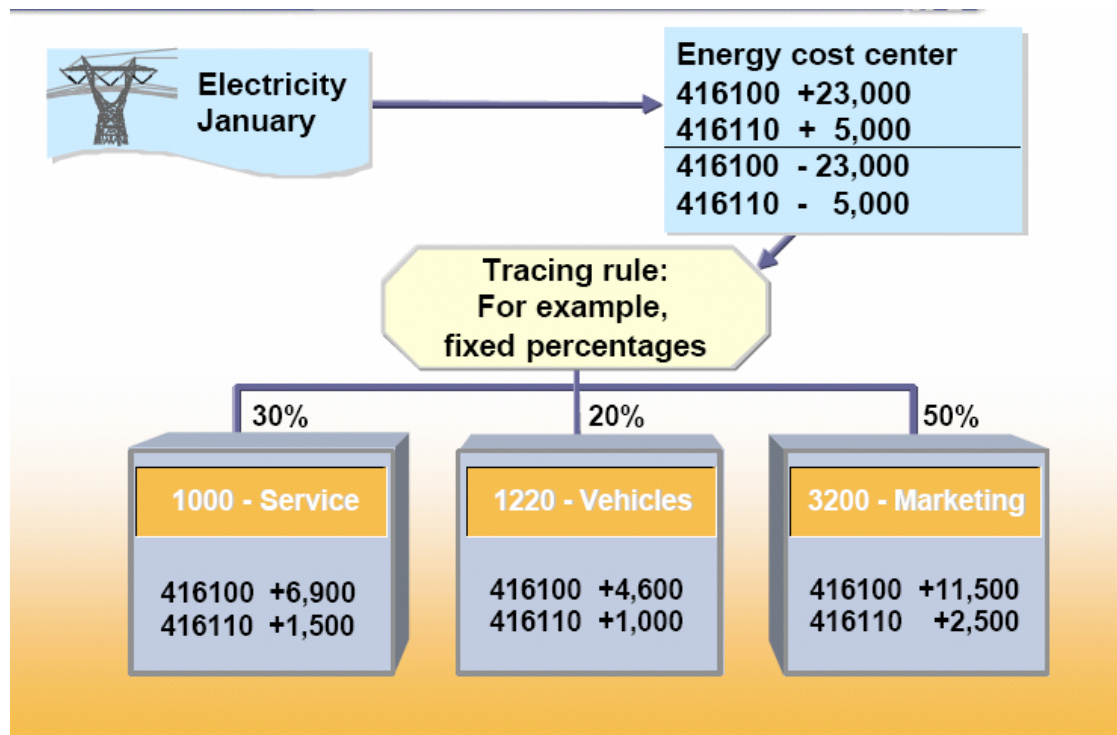 Electricity
January
Energy cost center
416100 +23,000
416110 + 5,000
416100 - 23,000
416110 - 5,000
Tracing rule:
For example,
fixed percentages
30%
20%
50%
1000 - Service
1220 - Vehicles
3200 - Marketing
416100 +6,900
416110 +1,500
416100 +4,600
416110 +1,000
416100 +11,500
416110 +2,500